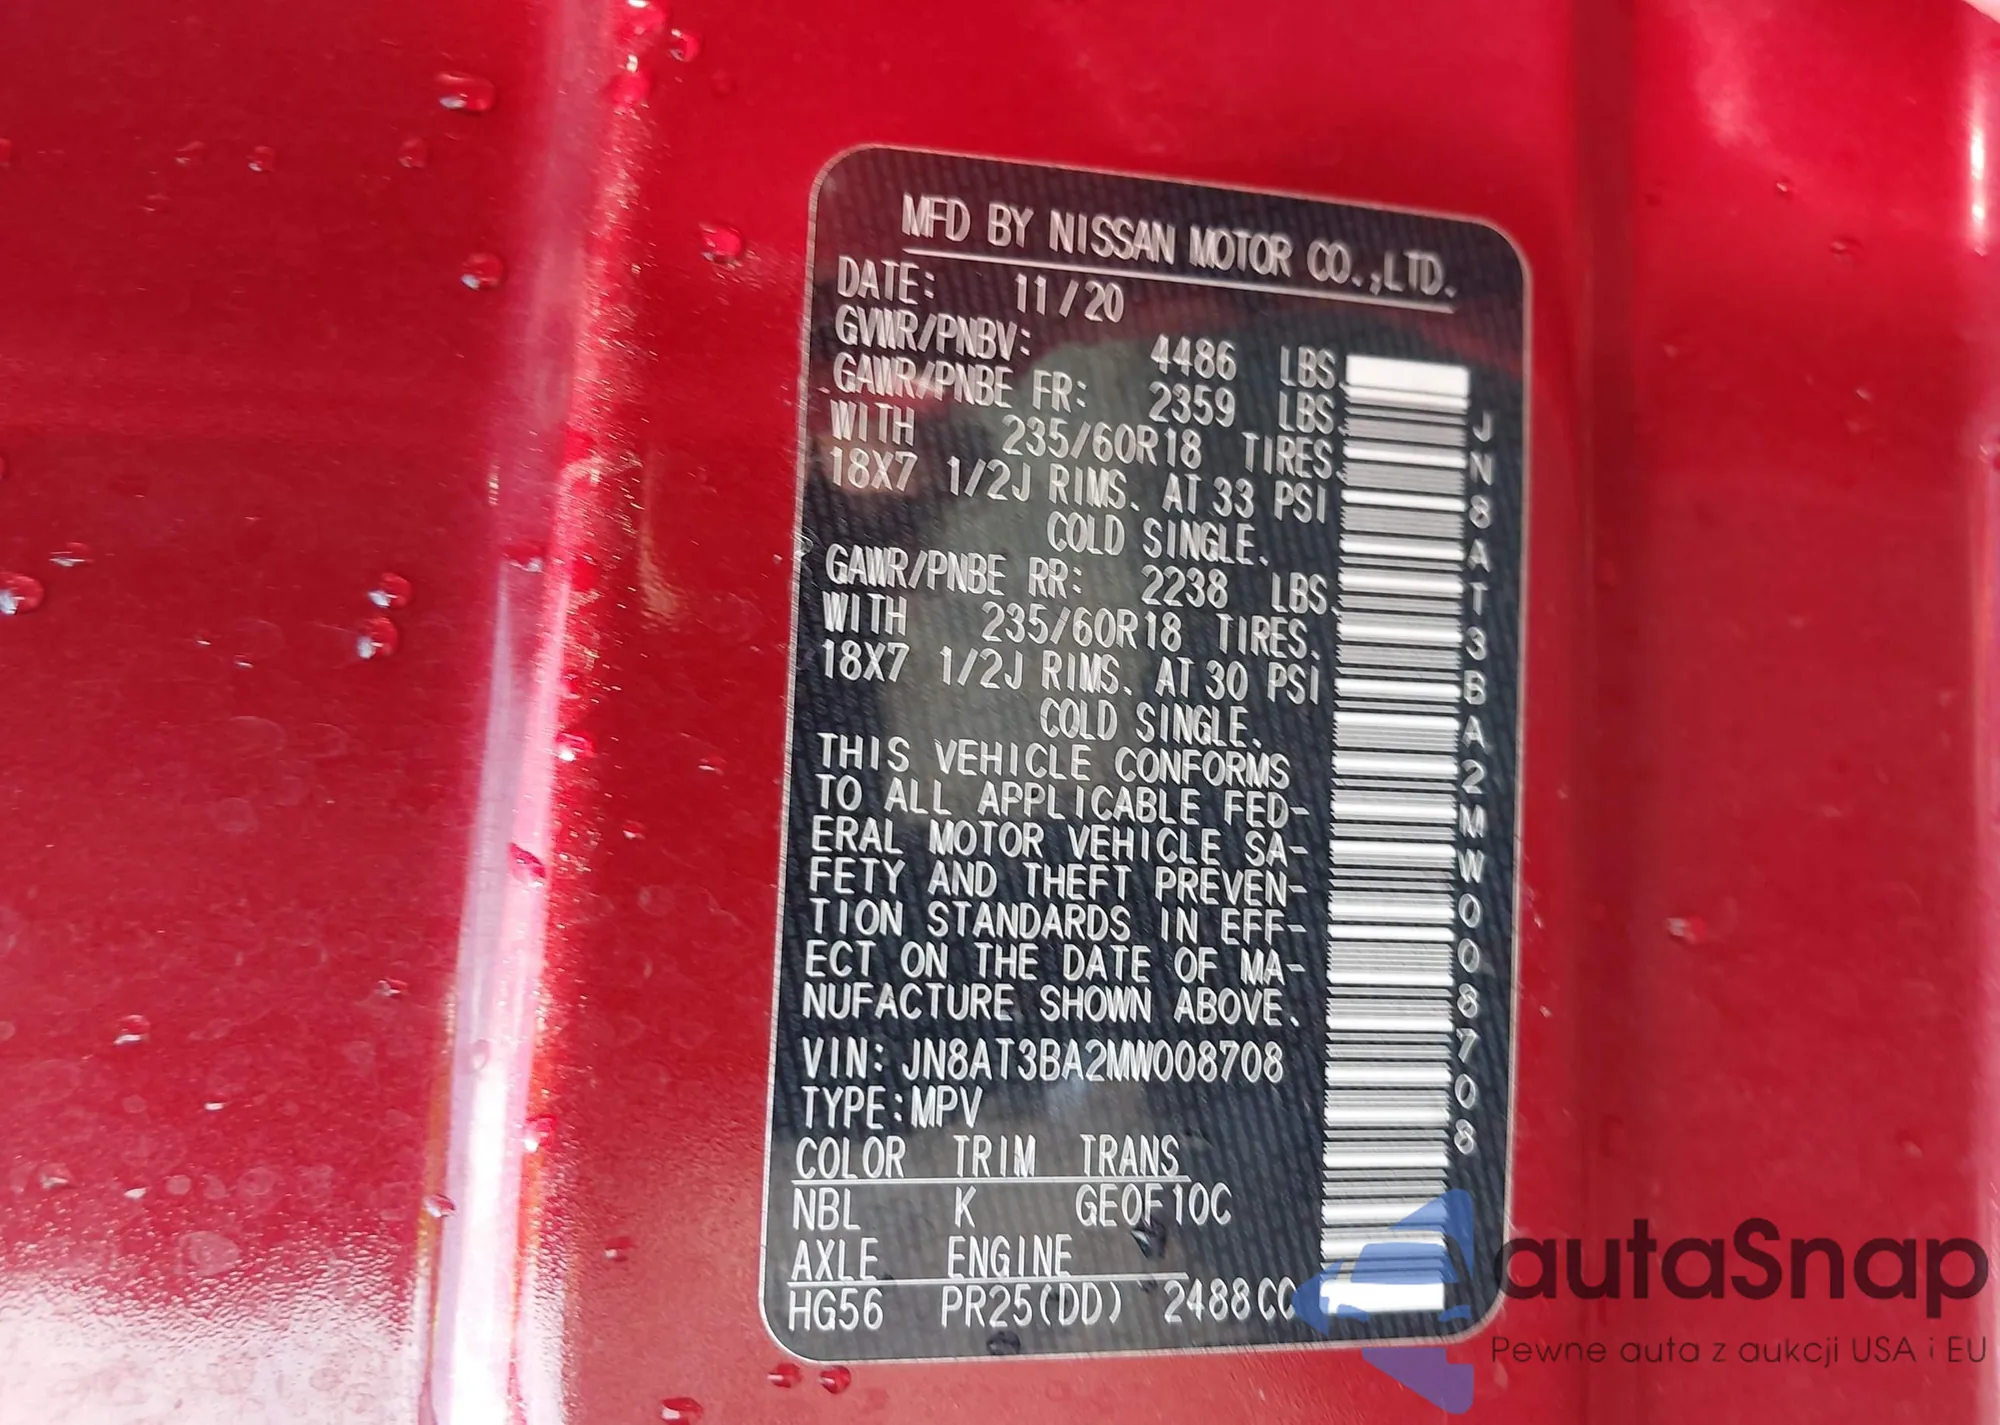 MFD BY NISSAN MOTOR CO.,LTD.
DATE: 11/20
GVWR/PNBV: 4486 LBS.
GAWR/PNBE FR: 2359 LBS.
WITH 235/60R18 TIRES.
18X7 1/2J RIMS. AT 33 PSI
COLD SINGLE.
GAWR/PNBE RR: 2238 LBS.
WITH 235/60R18 TIRES.
18X7 1/2J RIMS. AT 30 PSI
COLD SINGLE.
THIS VEHICLE CONFORMS
TO ALL APPLICABLE FED-
ERAL MOTOR VEHICLE SA-
FETY AND THEFT PREVEN-
TION STANDARDS IN EFF-
ECT ON THE DATE OF MA-
NUFACTURE SHOWN ABOVE.
VIN: JN8AT3BA2MW008708
TYPE:MPV
COLOR TRIM TRANS
NBL K GE0F10C
AXLE ENGINE
HG56 PR25(DD) 2488CC
JN8AT3BA2MW008708
autaSnap
Pewne auta z aukcji USA i EU